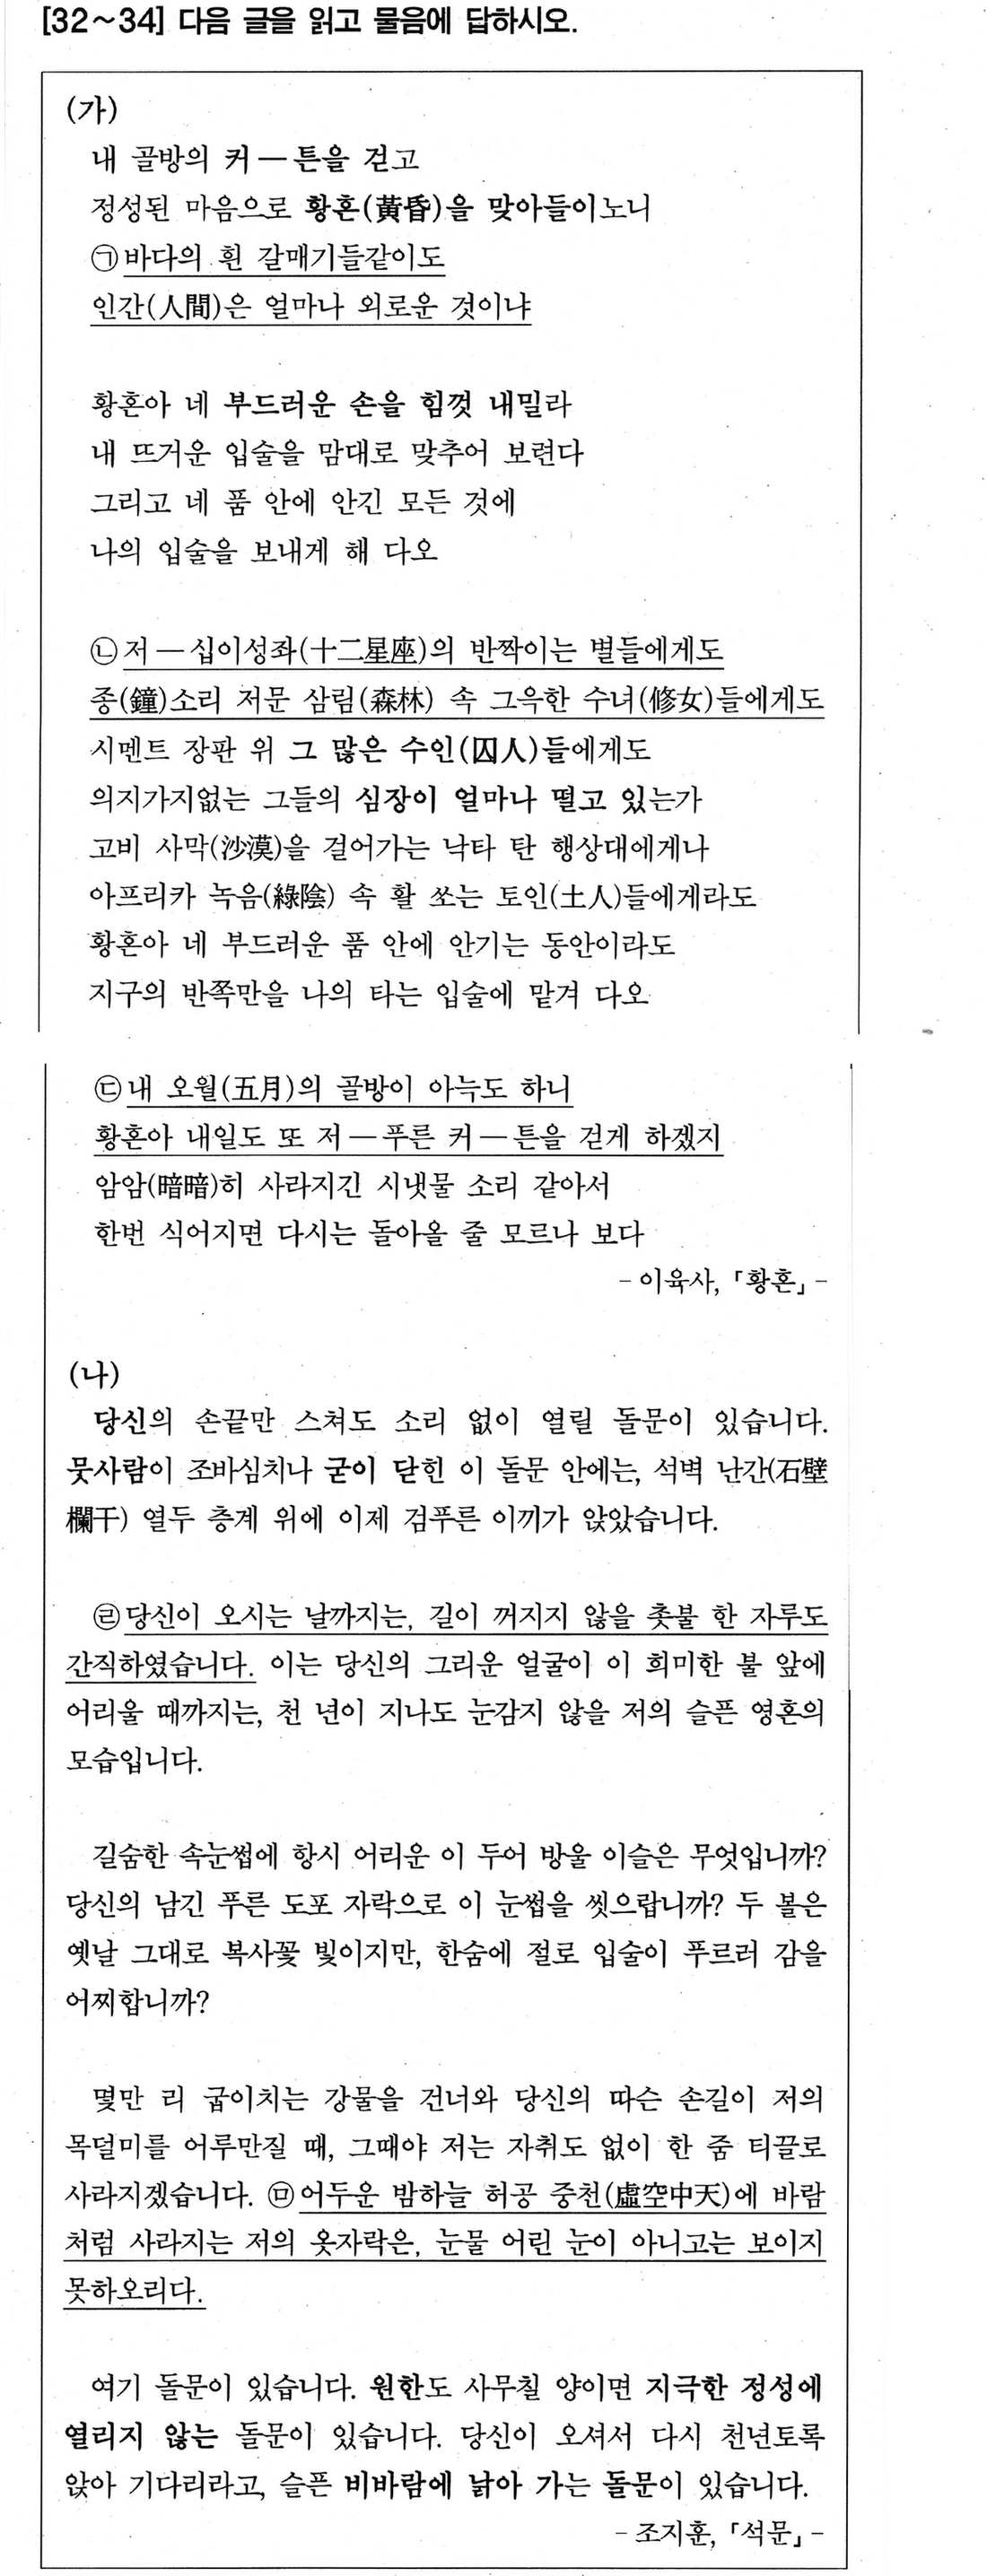 [32～34] 다음 글을 읽고 물음에 답하시오.
(가)
내 골방의 커 ― 튼을 걷고
정성된 마음으로 황혼(黃昏)을 맞아들이노니
㉠바다의 흰 갈매기들같이도
인간(人間)은 얼마나 외로운 것이냐
황혼아 네 부드러운 손을 힘껏 내밀라
내 뜨거운 입술을 맘대로 맞추어 보련다
그리고 네 품 안에 안긴 모든 것에
나의 입술을 보내게 해 다오
㉡저 ― 십이성좌(十二星座)의 반짝이는 별들에게도
종(鐘)소리 저문 삼림(森林) 속 그윽한 수녀(修女)들에게도
시멘트 장판 위 그 많은 수인(囚人)들에게도
의지가지없는 그들의 심장이 얼마나 떨고 있는가
고비 사막(沙漠)을 걸어가는 낙타 탄 행상대에게나
아프리카 녹음(綠陰) 속 활 쏘는 토인(土人)들에게라도
황혼아 네 부드러운 품 안에 안기는 동안이라도
지구의 반쪽만을 나의 타는 입술에 맡겨 다오
㉢내 오월(五月)의 골방이 아늑도 하니
황혼아 내일도 또 저 ― 푸른 커 ― 튼을 걷게 하겠지
암암(暗暗)히 사라지긴 시냇물 소리 같아서
한번 식어지면 다시는 돌아올 줄 모르나 보다
- 이육사, 「황혼」 -
(나)
당신의 손끝만 스쳐도 소리 없이 열릴 돌문이 있습니다.
뭇사람이 조바심치나 굳이 닫힌 이 돌문 안에는, 석벽 난간(石壁
欄干) 열두 층계 위에 이제 검푸른 이끼가 앉았습니다.
㉣당신이 오시는 날까지는, 길이 꺼지지 않을 촛불 한 자루도
간직하였습니다. 이는 당신의 그리운 얼굴이 이 희미한 불 앞에
어리울 때까지는, 천 년이 지나도 눈감지 않을 저의 슬픈 영혼의
모습입니다.
길숨한 속눈썹에 항시 어리운 이 두어 방울 이슬은 무엇입니까?
당신의 남긴 푸른 도포 자락으로 이 눈썹을 씻으랍니까? 두 볼은
옛날 그대로 복사꽃 빛이지만, 한숨에 절로 입술이 푸르러 감을
어찌합니까?
몇만 리 굽이치는 강물을 건너와 당신의 따슨 손길이 저의
목덜미를 어루만질 때, 그때야 저는 자취도 없이 한 줌 티끌로
사라지겠습니다. ㉤어두운 밤하늘 허공 중천(虛空中天)에 바람
처럼 사라지는 저의 옷자락은, 눈물 어린 눈이 아니고는 보이지
못하오리다.
여기 돌문이 있습니다. 원한도 사무칠 양이면 지극한 정성에
열리지 않는 돌문이 있습니다. 당신이 오셔서 다시 천년토록
앉아 기다리라고, 슬픈 비바람에 낡아 가는 돌문이 있습니다.
- 조지훈, 「석문」 -